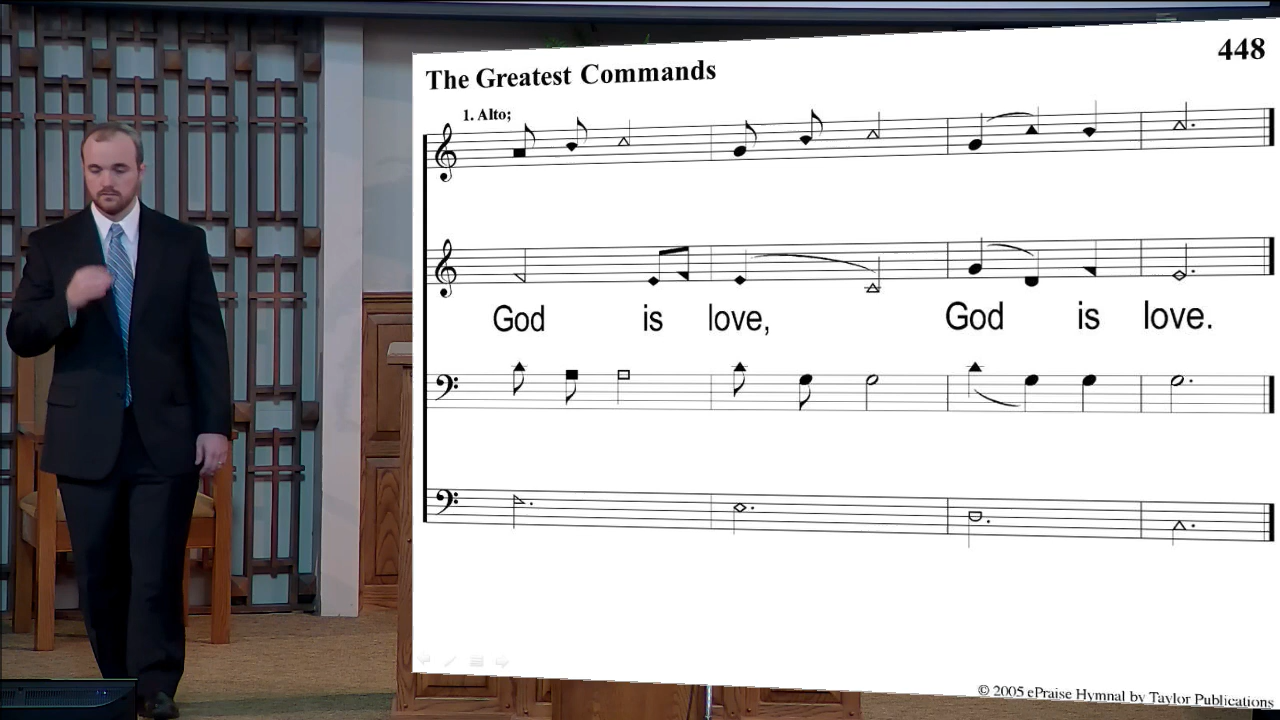 448
The Greatest Commands
1. Alto;
God is love, God is love.
© 2005 ePraise Hymnal by Taylor Publications